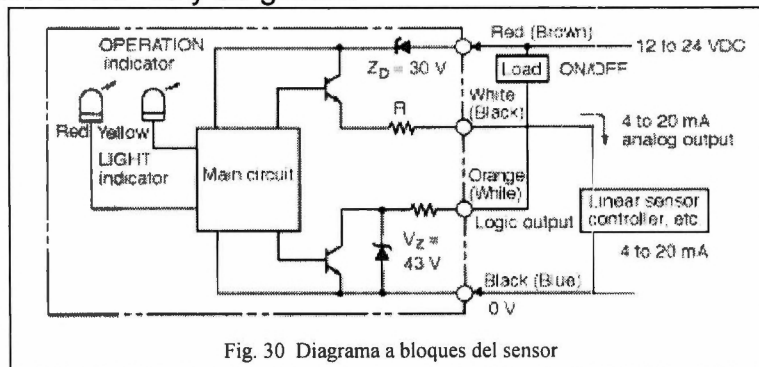 OPERATION
indicator
Red Yellow
LIGHT
indicator
Main circuit
ZD = 30 V
R
VZ =
43 V
Red (Brown)
12 to 24 VDC
Load
ON/OFF
White
(Black)
4 to 20 mA
analog output
Orange
(White)
Logic output
Linear sensor
controller, etc
4 to 20 mA
Black (Blue)
0 V
Fig. 30 Diagrama a bloques del sensor